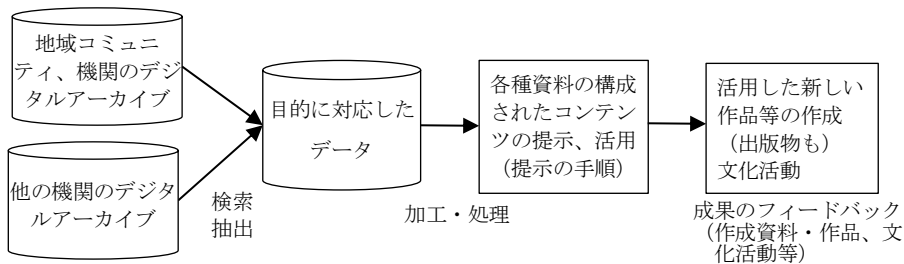 地域コミュニ
ティ、機関のデジ
タルアーカイブ
他の機関のデジタ
ルアーカイブ
検索
抽出
目的に対応した
データ
加工・処理
各種資料の構成
されたコンテン
ツの提示、活用
（提示の手順）
活用した新しい
作品等の作成
（出版物も）
文化活動
成果のフィードバック
（作成資料・作品、文
化活動等）